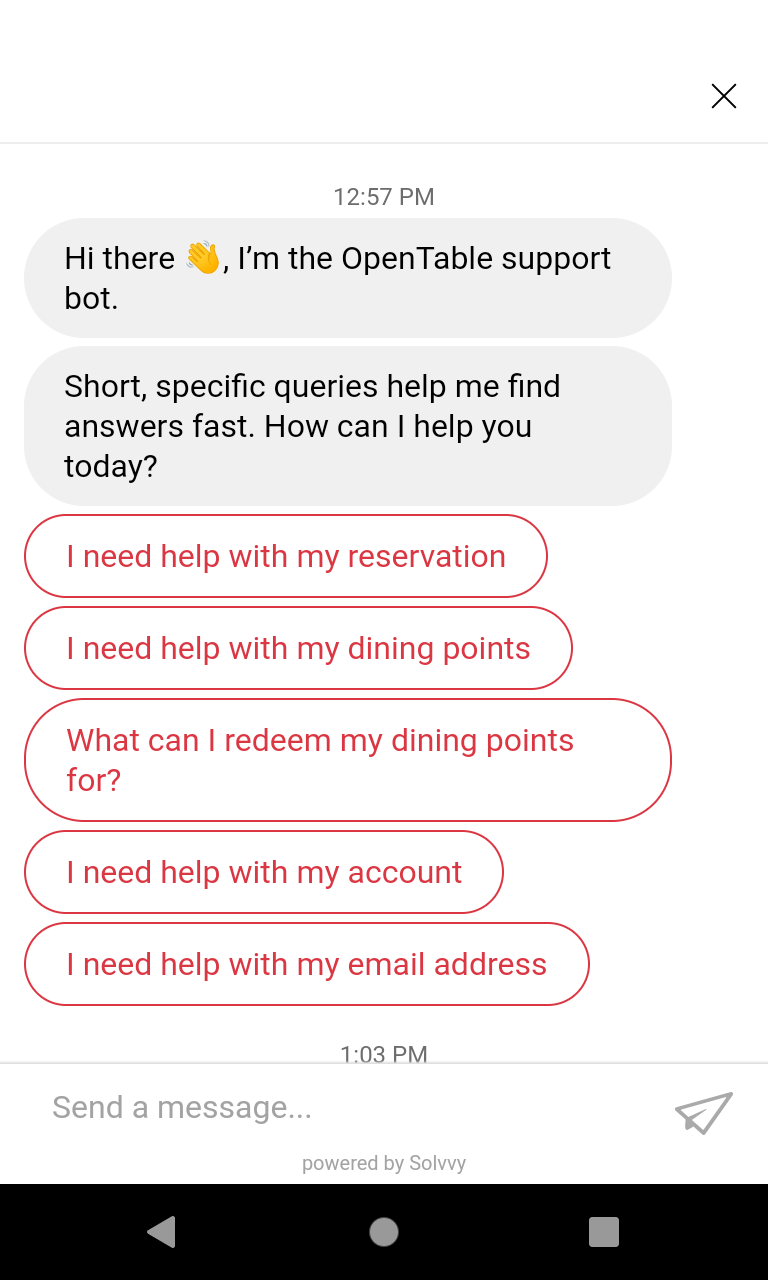 12:57 PM
Hi there 👋, I’m the OpenTable support
bot.
Short, specific queries help me find
answers fast. How can I help you
today?
I need help with my reservation
I need help with my dining points
What can I redeem my dining points
for?
I need help with my account
I need help with my email address
1:03 PM
Send a message...
powered by Solvvy